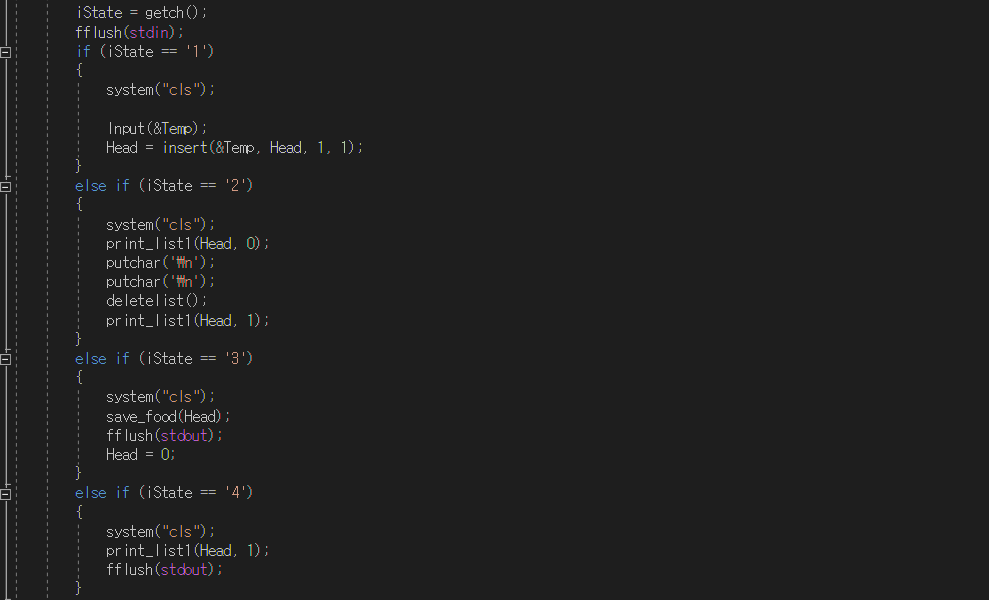 iState = getch();
fflush(stdin);
if (iState == '1')
{
system("cls");
Input(&Temp);
Head = insert(&Temp, Head, 1, 1);
}
else if (iState == '2')
{
system("cls");
print_list1(Head, 0);
putchar('₩n');
putchar('₩n');
deletelist();
print_list1(Head, 1);
}
else if (iState == '3')
{
system("cls");
save_food(Head);
fflush(stdout);
Head = 0;
}
else if (iState == '4')
{
system("cls");
print_list1(Head, 1);
fflush(stdout);
}